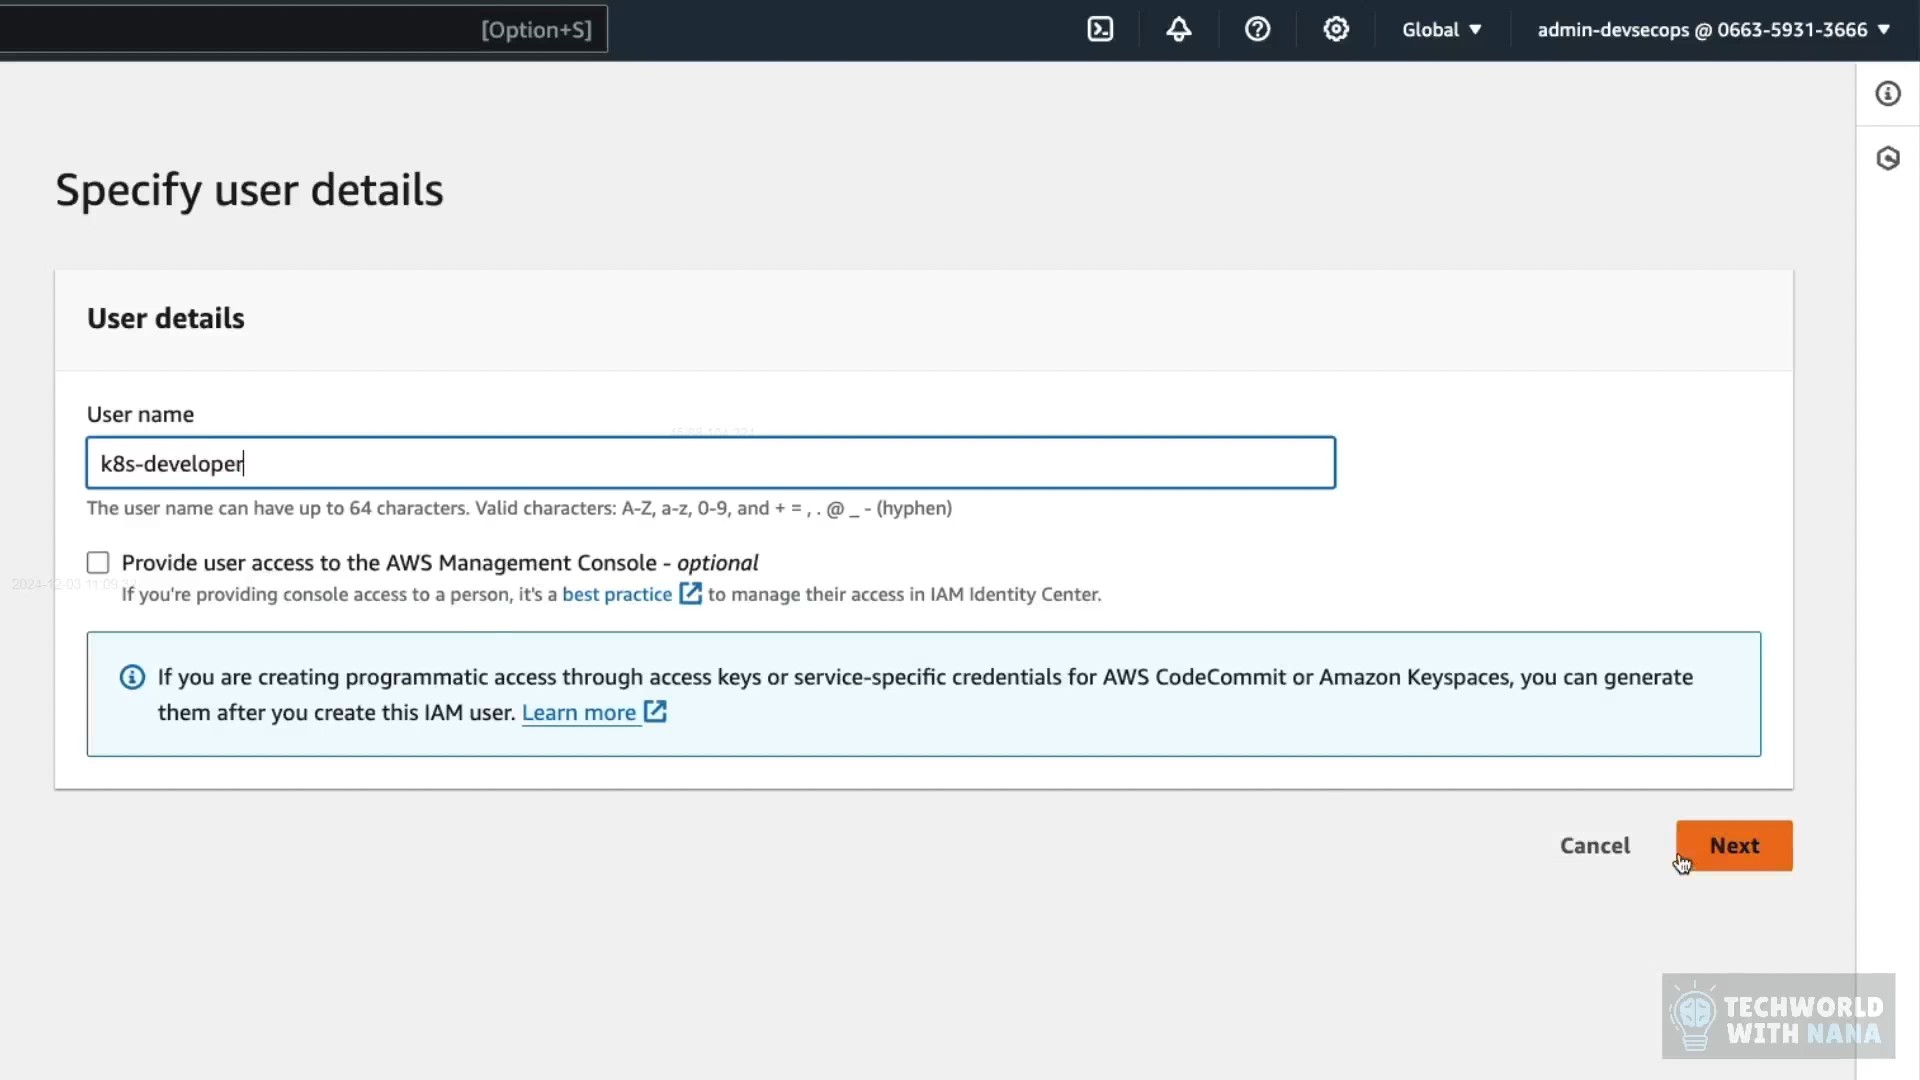 [Option+S]
Global ▼
admin-devsecops @ 0663-5931-3666 ▼
Specify user details
User details
User name
k8s-developer
The user name can have up to 64 characters. Valid characters: A-Z, a-z, 0-9, and + = , . @ _ - (hyphen)
Provide user access to the AWS Management Console - optional
If you're providing console access to a person, it's a best practice to manage their access in IAM Identity Center.
If you are creating programmatic access through access keys or service-specific credentials for AWS CodeCommit or Amazon Keyspaces, you can generate
them after you create this IAM user. Learn more
Cancel
Next
TECHWORLD
WITH NANA